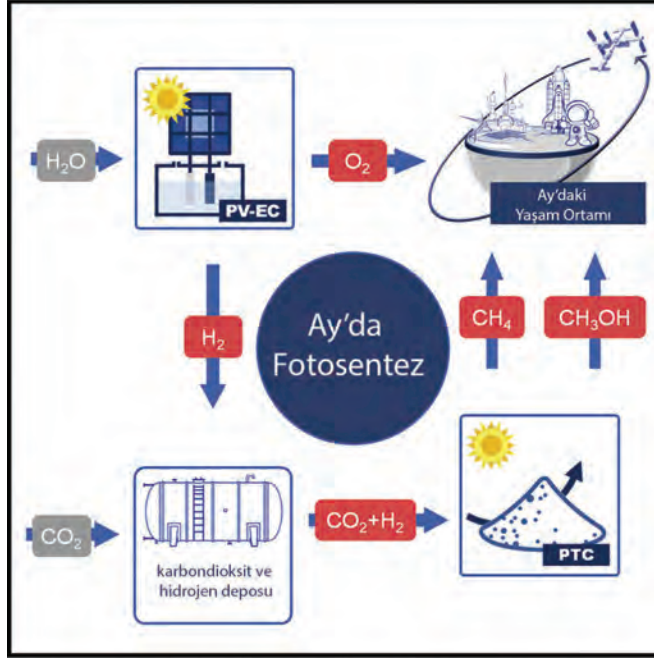 H₂O
PV-EC
O₂
Ay'daki
Yaşam Ortamı
H₂
Ay'da
Fotosentez
CH₄
CH₃OH
CO₂
karbondioksit ve
hidrojen deposu
CO₂+H₂
PTC